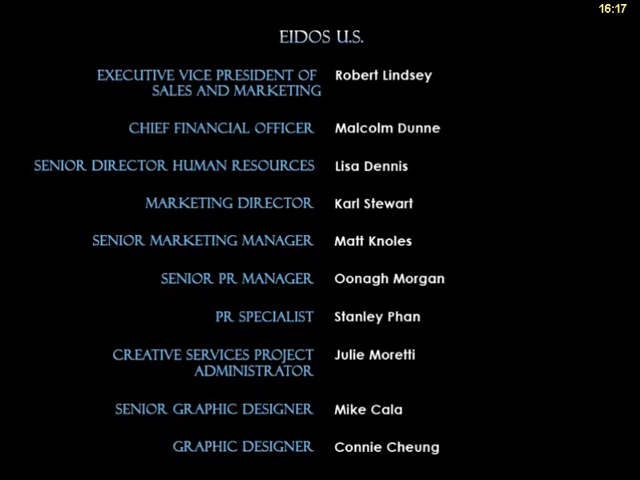 16:17
EIDOS U.S.
EXECUTIVE VICE PRESIDENT OF Robert Lindsey
SALES AND MARKETING
CHIEF FINANCIAL OFFICER Malcolm Dunne
SENIOR DIRECTOR HUMAN RESOURCES Lisa Dennis
MARKETING DIRECTOR Karl Stewart
SENIOR MARKETING MANAGER Matt Knoles
SENIOR PR MANAGER Oonagh Morgan
PR SPECIALIST Stanley Phan
CREATIVE SERVICES PROJECT Julie Moretti
ADMINISTRATOR
SENIOR GRAPHIC DESIGNER Mike Cala
GRAPHIC DESIGNER Connie Cheung